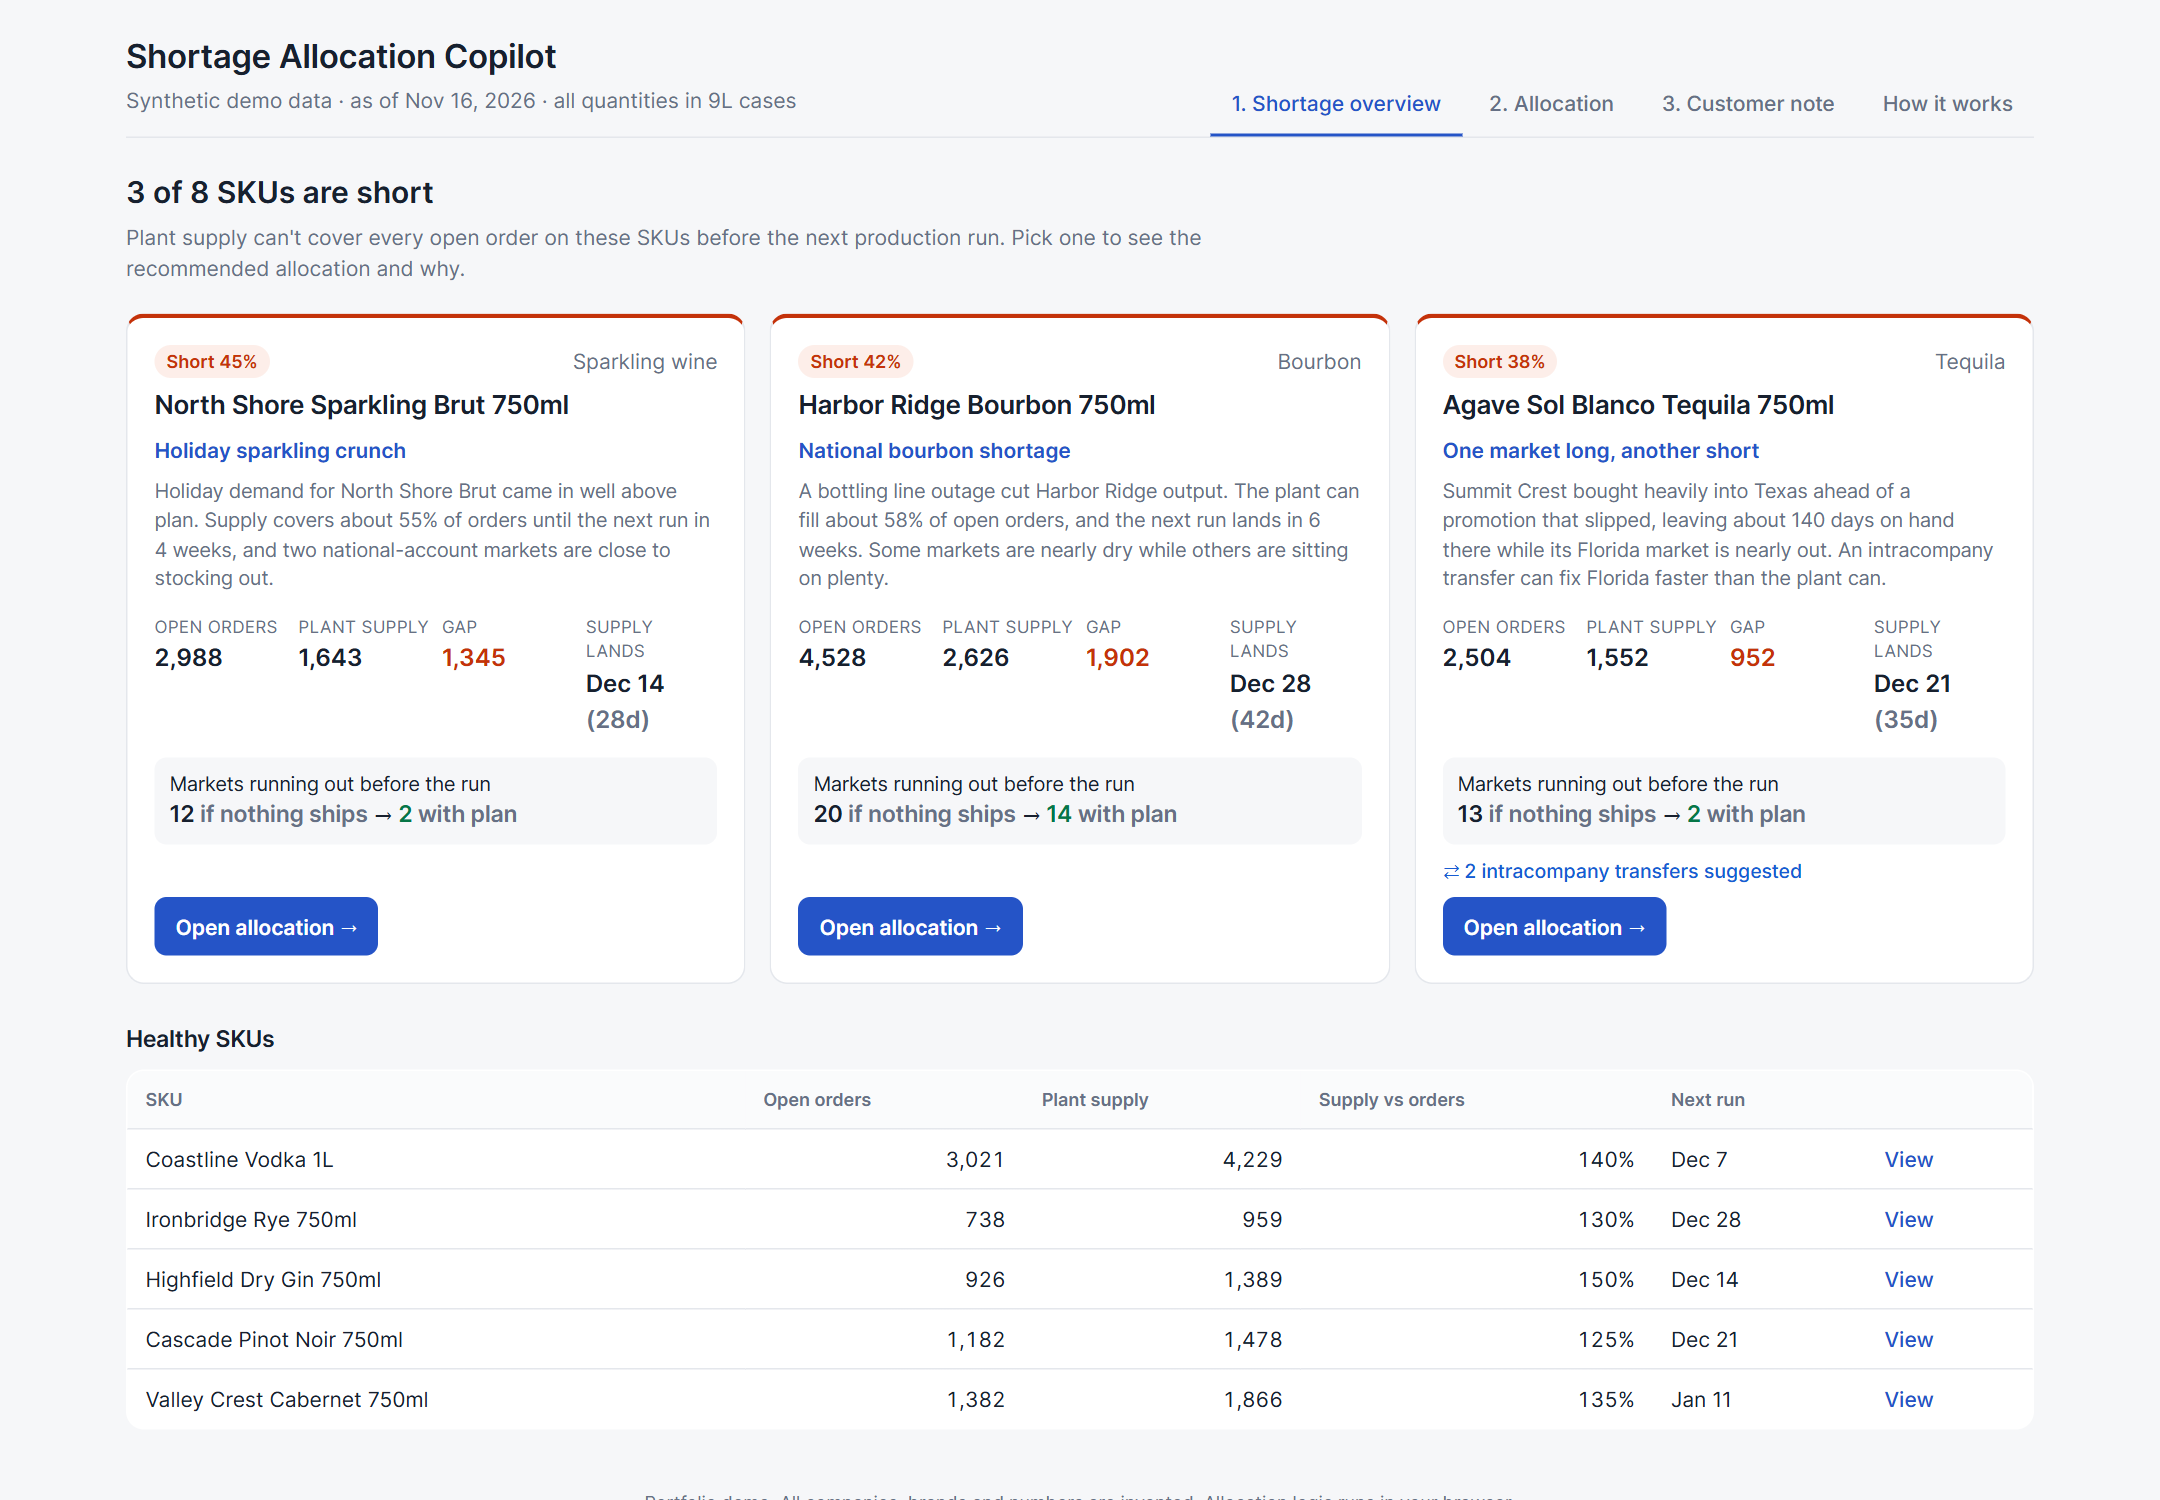 Shortage Allocation Copilot
Synthetic demo data · as of Nov 16, 2026 · all quantities in 9L cases
1. Shortage overview
2. Allocation
3. Customer note
How it works
3 of 8 SKUs are short
Plant supply can't cover every open order on these SKUs before the next production run. Pick one to see the
recommended allocation and why.
Short 45%
Sparkling wine
North Shore Sparkling Brut 750ml
Holiday sparkling crunch
Holiday demand for North Shore Brut came in well above
plan. Supply covers about 55% of orders until the next run in
4 weeks, and two national-account markets are close to
stocking out.
OPEN ORDERS
2,988
PLANT SUPPLY
1,643
GAP
1,345
SUPPLY
LANDS
Dec 14
(28d)
Markets running out before the run
12 if nothing ships → 2 with plan
Open allocation →
Short 42%
Bourbon
Harbor Ridge Bourbon 750ml
National bourbon shortage
A bottling line outage cut Harbor Ridge output. The plant can
fill about 58% of open orders, and the next run lands in 6
weeks. Some markets are nearly dry while others are sitting
on plenty.
OPEN ORDERS
4,528
PLANT SUPPLY
2,626
GAP
1,902
SUPPLY
LANDS
Dec 28
(42d)
Markets running out before the run
20 if nothing ships → 14 with plan
Open allocation →
Short 38%
Tequila
Agave Sol Blanco Tequila 750ml
One market long, another short
Summit Crest bought heavily into Texas ahead of a
promotion that slipped, leaving about 140 days on hand
there while its Florida market is nearly out. An intracompany
transfer can fix Florida faster than the plant can.
OPEN ORDERS
2,504
PLANT SUPPLY
1,552
GAP
952
SUPPLY
LANDS
Dec 21
(35d)
Markets running out before the run
13 if nothing ships → 2 with plan
⇄ 2 intracompany transfers suggested
Open allocation →
Healthy SKUs
SKU Open orders Plant supply Supply vs orders Next run
Coastline Vodka 1L 3,021 4,229 140% Dec 7 View
Ironbridge Rye 750ml 738 959 130% Dec 28 View
Highfield Dry Gin 750ml 926 1,389 150% Dec 14 View
Cascade Pinot Noir 750ml 1,182 1,478 125% Dec 21 View
Valley Crest Cabernet 750ml 1,382 1,866 135% Jan 11 View